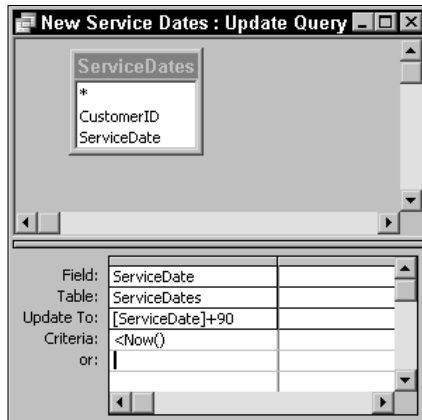 New Service Dates : Update Query
ServiceDates
*
CustomerID
ServiceDate
Field: ServiceDate
Table: ServiceDates
Update To: [ServiceDate]+90
Criteria: <Now()
or: